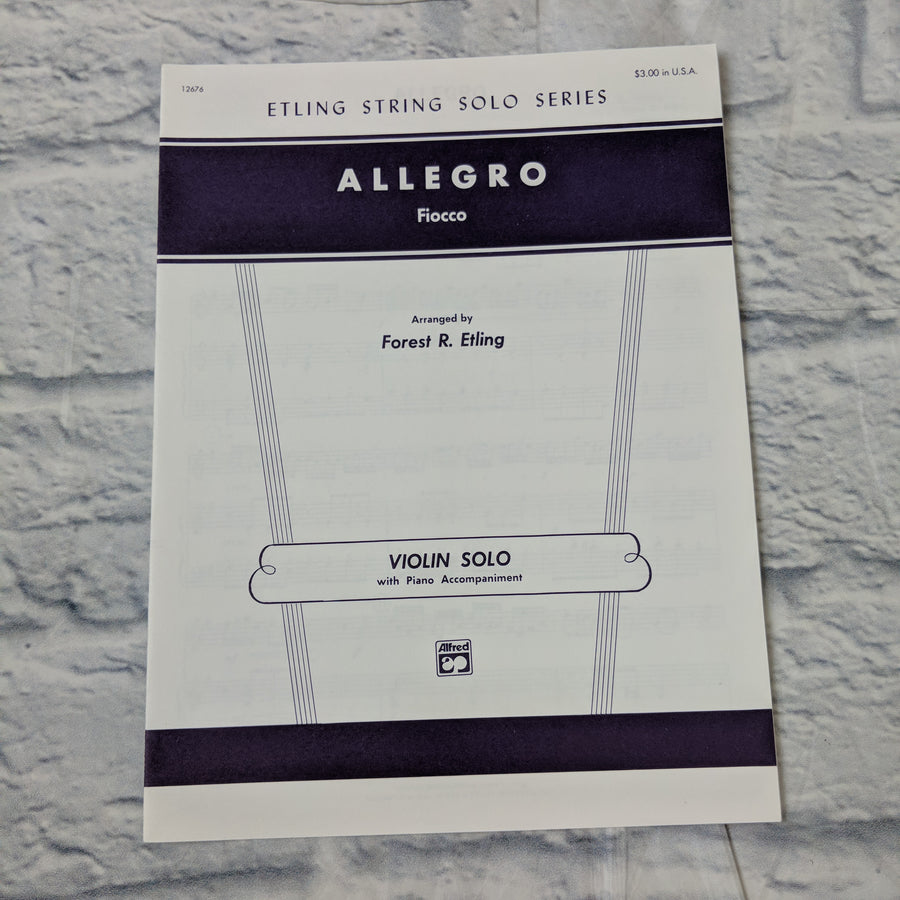 12676
$3.00 in U.S.A.
ETLING STRING SOLO SERIES
ALLEGRO
Fiocco
Arranged by
Forest R. Etling
VIOLIN SOLO
with Piano Accompaniment
Alfred